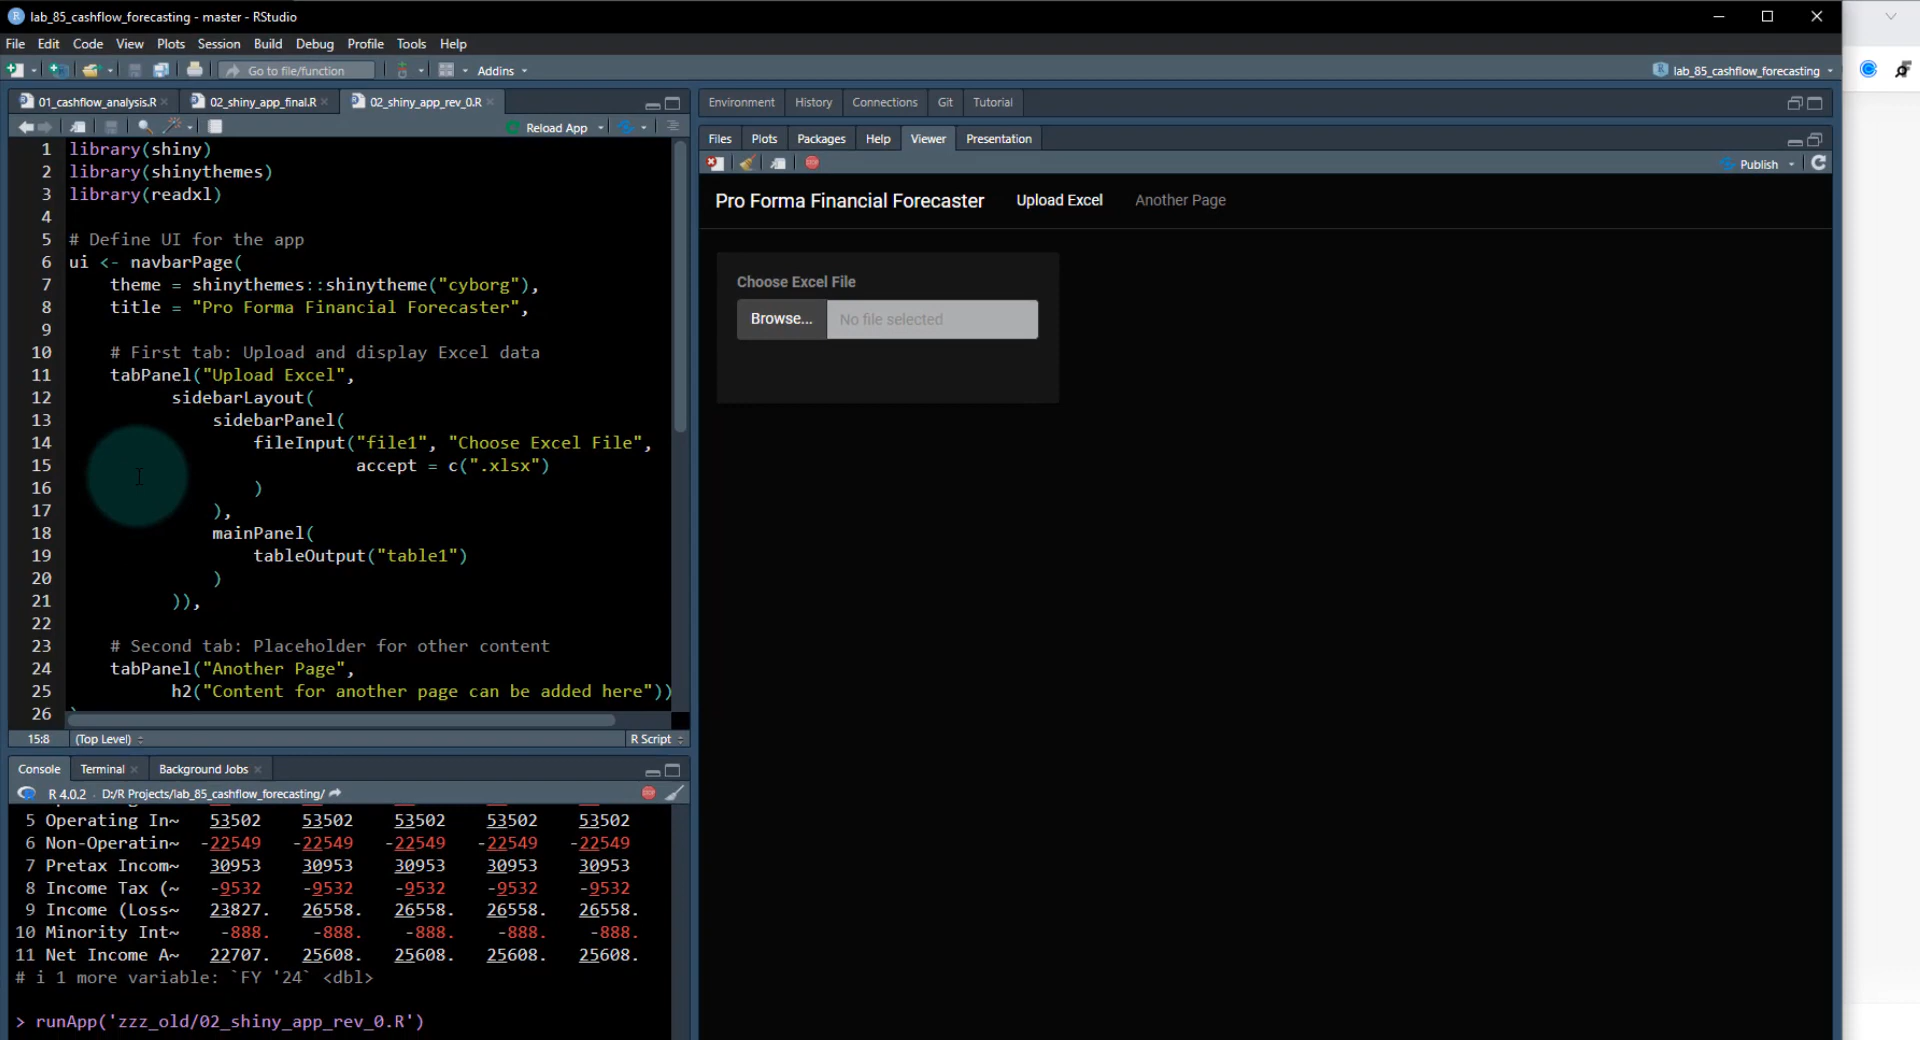 lab_85_cashflow_forecasting - master - RStudio
File Edit Code View Plots Session Build Debug Profile Tools Help
Go to file/function Addins lab_85_cashflow_forecasting
01_cashflow_analysis.R 02_shiny_app_final.R 02_shiny_app_rev_0.R
Reload App
1 library(shiny)
2 library(shinythemes)
3 library(readxl)
4
5 # Define UI for the app
6 ui <- navbarPage(
7 theme = shinythemes::shinytheme("cyborg"),
8 title = "Pro Forma Financial Forecaster",
9
10 # First tab: Upload and display Excel data
11 tabPanel("Upload Excel",
12 sidebarLayout(
13 sidebarPanel(
14 fileInput("file1", "Choose Excel File",
15 accept = c(".xlsx")
16 )
17 ),
18 mainPanel(
19 tableOutput("table1")
20 )
21 )),
22
23 # Second tab: Placeholder for other content
24 tabPanel("Another Page",
25 h2("Content for another page can be added here"))
26
15:8 (Top Level) R Script
Console Terminal Background Jobs
R 4.0.2 · D:/R Projects/lab_85_cashflow_forecasting/
5 Operating In~ 53502 53502 53502 53502 53502
6 Non-Operatin~ -22549 -22549 -22549 -22549 -22549
7 Pretax Incom~ 30953 30953 30953 30953 30953
8 Income Tax (~ -9532 -9532 -9532 -9532 -9532
9 Income (Loss~ 23827. 26558. 26558. 26558. 26558.
10 Minority Int~ -888. -888. -888. -888. -888.
11 Net Income A~ 22707. 25608. 25608. 25608. 25608.
# i 1 more variable: `FY '24` <dbl>
> runApp('zzz_old/02_shiny_app_rev_0.R')
Environment History Connections Git Tutorial
Files Plots Packages Help Viewer Presentation
Publish
Pro Forma Financial Forecaster Upload Excel Another Page
Choose Excel File
Browse... No file selected